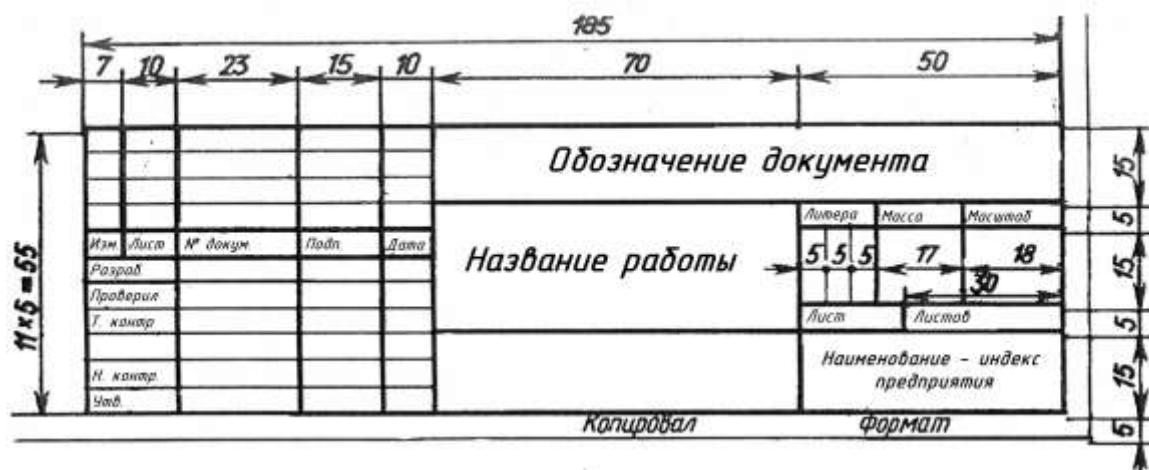 185
7 10 23 15 10 70 50
Обозначение документа
15
Литера Масса Масштаб
5
Изм. Лист № докум. Подп. Дата
Название работы
5 5 5 17 18
15
Разраб.
30
Проверил
Т. контр
Лист Листов
5
11x5=55
Наименование - индекс
предприятия
15
Н. контр.
Утв.
Копировал формат
5